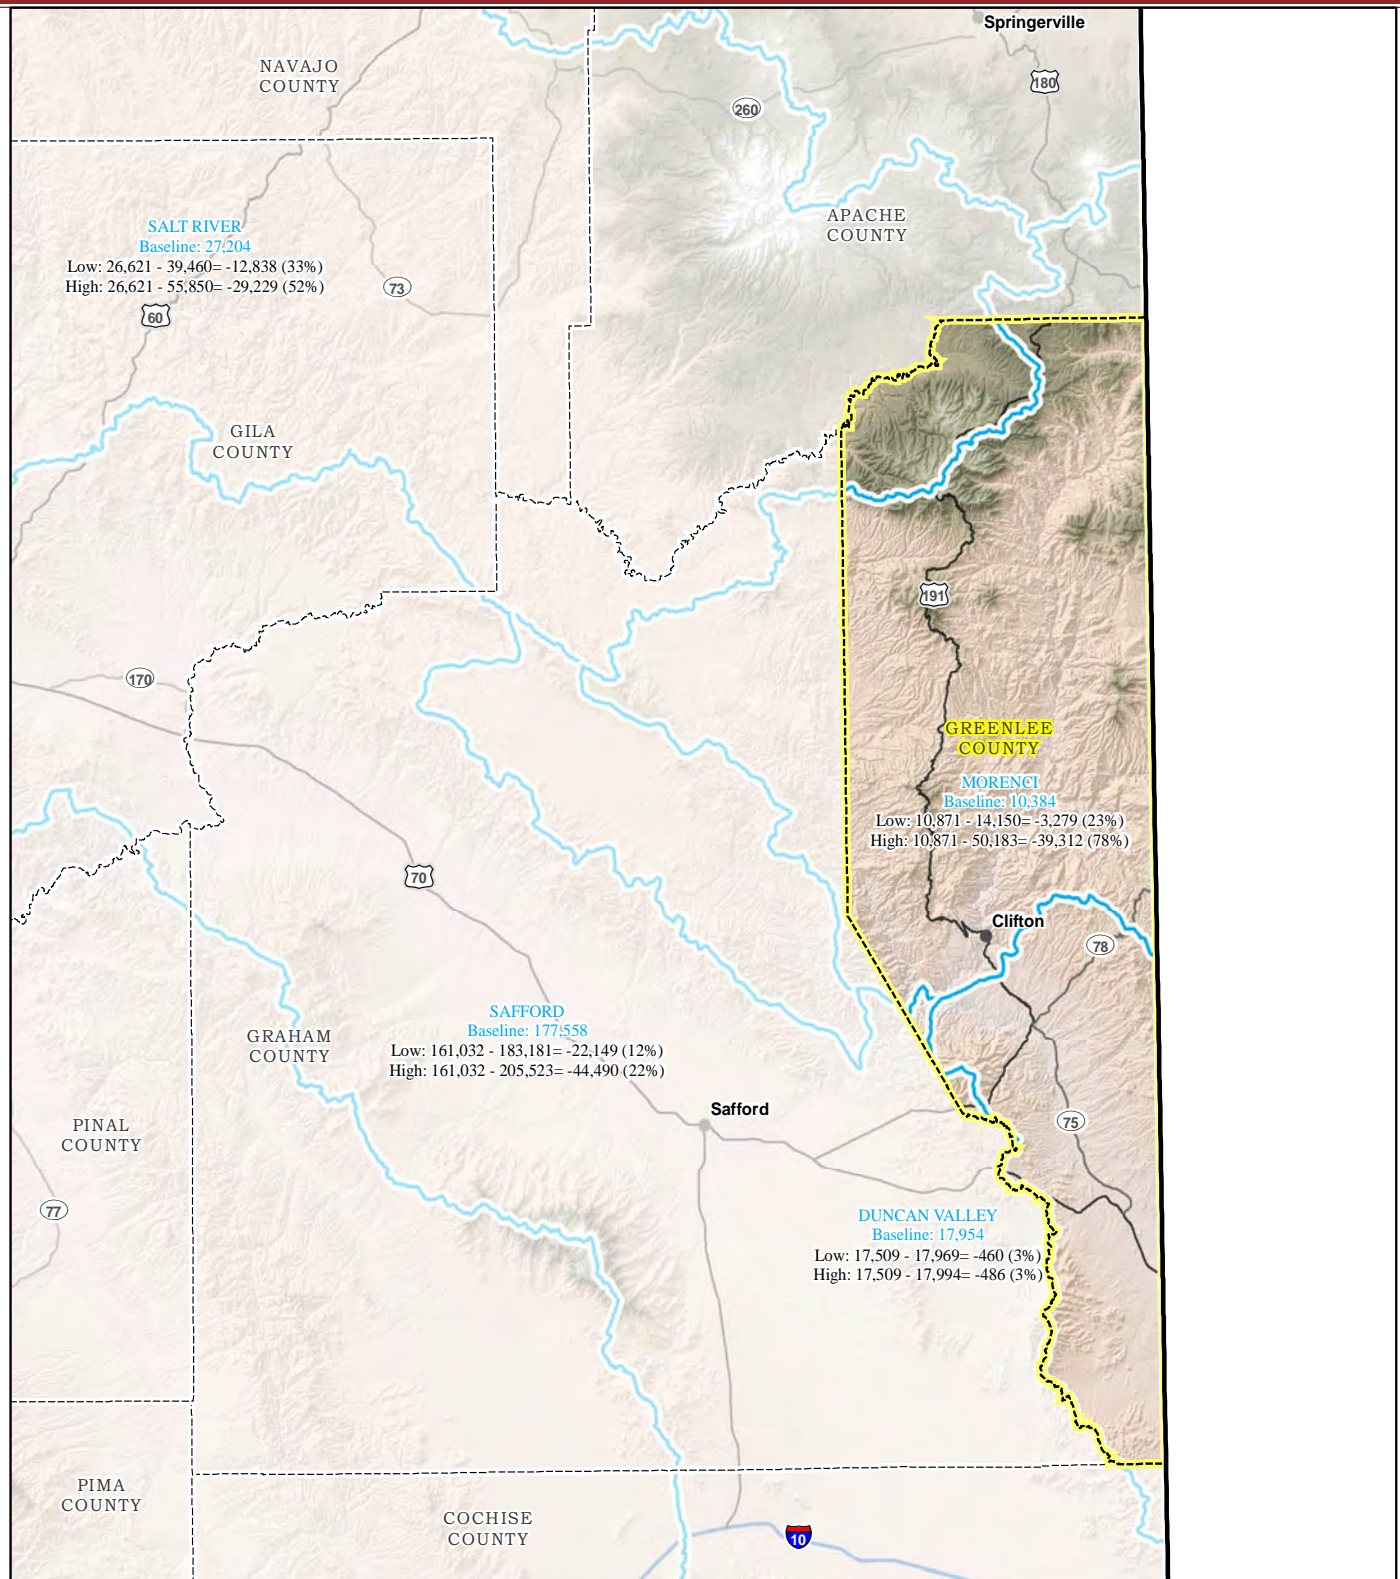 Springerville
NAVAJO
COUNTY
180
260
APACHE
COUNTY
SALT RIVER
Baseline: 27,204
Low: 26,621 - 39,460= -12,838 (33%)
High: 26,621 - 55,850= -29,229 (52%)
73
60
GILA
COUNTY
191
170
GREENLEE
COUNTY
MORENCI
Baseline: 10,384
Low: 10,871 - 14,150= -3,279 (23%)
High: 10,871 - 50,183= -39,312 (78%)
70
Clifton
78
SAFFORD
Baseline: 177,558
Low: 161,032 - 183,181= -22,149 (12%)
High: 161,032 - 205,523= -44,490 (22%)
GRAHAM
COUNTY
Safford
PINAL
COUNTY
75
77
DUNCAN VALLEY
Baseline: 17,954
Low: 17,509 - 17,969= -460 (3%)
High: 17,509 - 17,994= -486 (3%)
PIMA
COUNTY
COCHISE
COUNTY
10